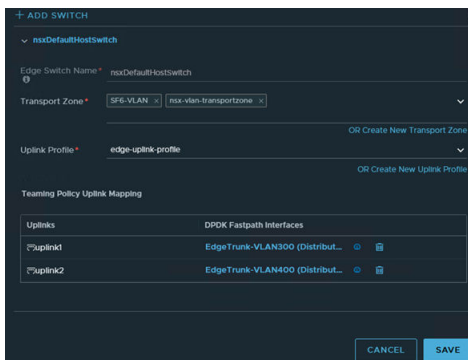 + ADD SWITCH
nsxDefaultHostSwitch
Edge Switch Name* nsxDefaultHostSwitch
Transport Zone* SF6-VLAN × nsx-vlan-transportzone ×
OR Create New Transport Zone
Uplink Profile* edge-uplink-profile
OR Create New Uplink Profile
Teaming Policy Uplink Mapping
Uplinks DPDK Fastpath Interfaces
uplink1 EdgeTrunk-VLAN300 (Distribut...
uplink2 EdgeTrunk-VLAN400 (Distribut...
CANCEL SAVE